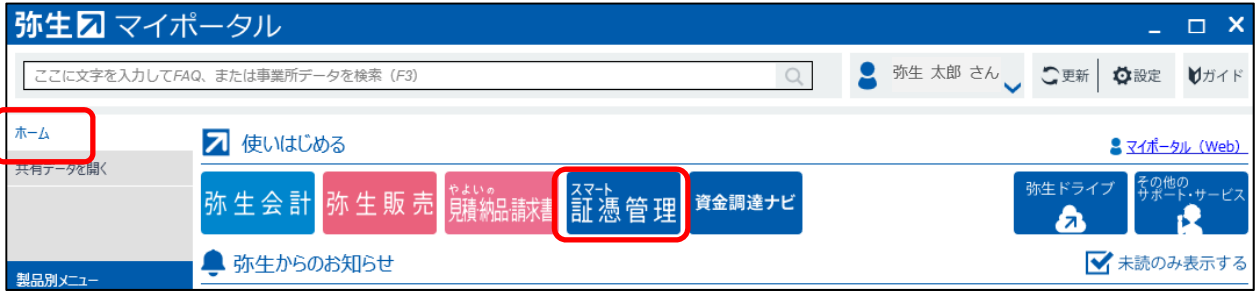 弥生 マイポータル
ここに文字を入力してFAQ、または事業所データを検索（F3）
弥生 太郎 さん
更新
設定
ガイド
ホーム
共有データを開く
製品別メニュー
使いはじめる
マイポータル（Web）
弥生会計
弥生販売
やよいの
見積納品請求書
スマート
証憑管理
資金調達ナビ
弥生ドライブ
その他の
サポート・サービス
弥生からのお知らせ
未読のみ表示する